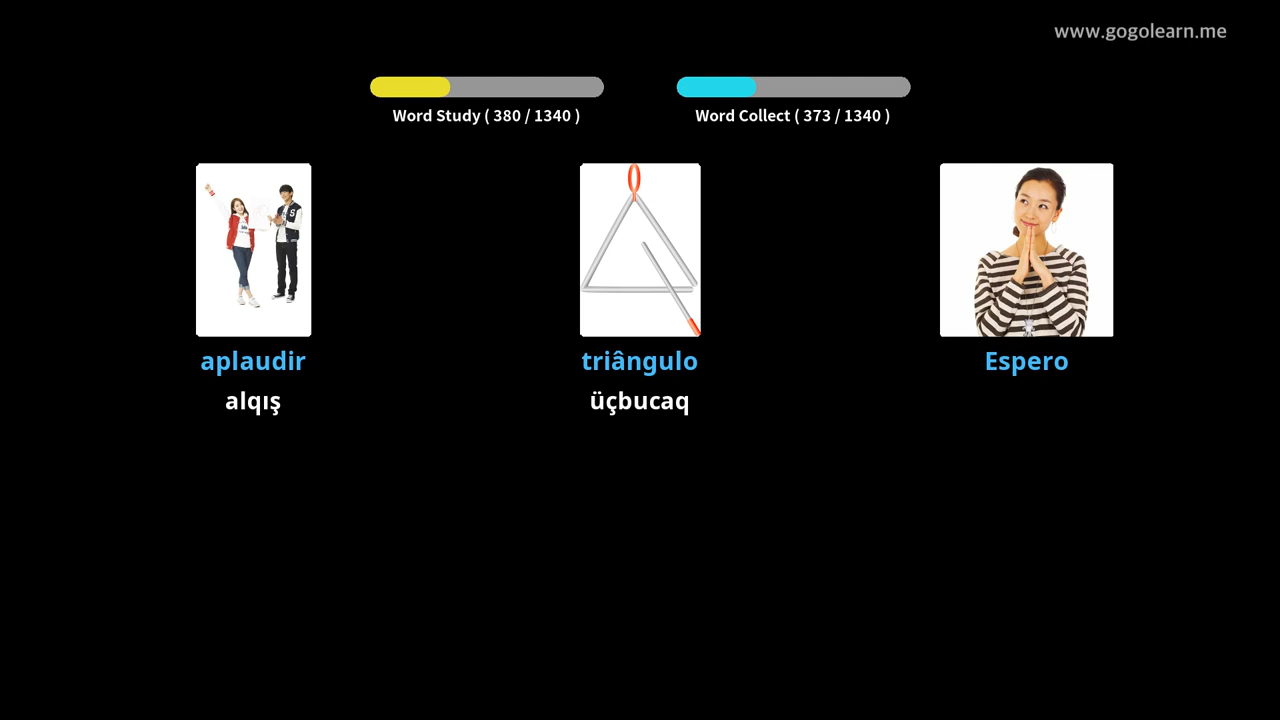 www.gogolearn.me
Word Study ( 380 / 1340 )
Word Collect ( 373 / 1340 )
aplaudir
alqış
triângulo
üçbucaq
Espero